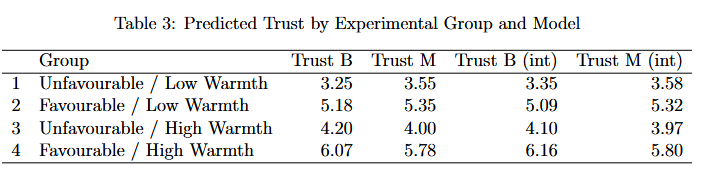 Table 3: Predicted Trust by Experimental Group and Model
Group Trust B Trust M Trust B (int) Trust M (int)
1 Unfavourable / Low Warmth 3.25 3.55 3.35 3.58
2 Favourable / Low Warmth 5.18 5.35 5.09 5.32
3 Unfavourable / High Warmth 4.20 4.00 4.10 3.97
4 Favourable / High Warmth 6.07 5.78 6.16 5.80